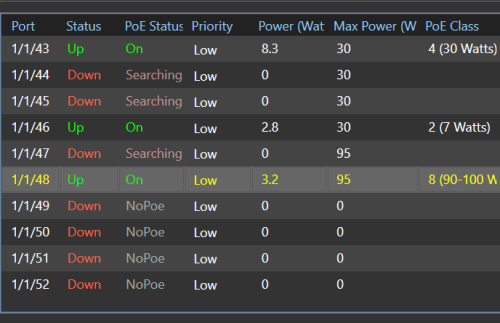 Port Status PoE Status Priority Power (Wat Max Power (W PoE Class
1/1/43 Up On Low 8.3 30 4 (30 Watts)
1/1/44 Down Searching Low 0 30
1/1/45 Down Searching Low 0 30
1/1/46 Up On Low 2.8 30 2 (7 Watts)
1/1/47 Down Searching Low 0 95
1/1/48 Up On Low 3.2 95 8 (90-100 W
1/1/49 Down NoPoe Low 0 0
1/1/50 Down NoPoe Low 0 0
1/1/51 Down NoPoe Low 0 0
1/1/52 Down NoPoe Low 0 0